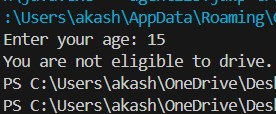 :\Users\akash\AppData\Roaming\
Enter your age: 15
You are not eligible to drive.
PS C:\Users\akash\OneDrive\Des
PS C:\Users\akash\OneDrive\Des